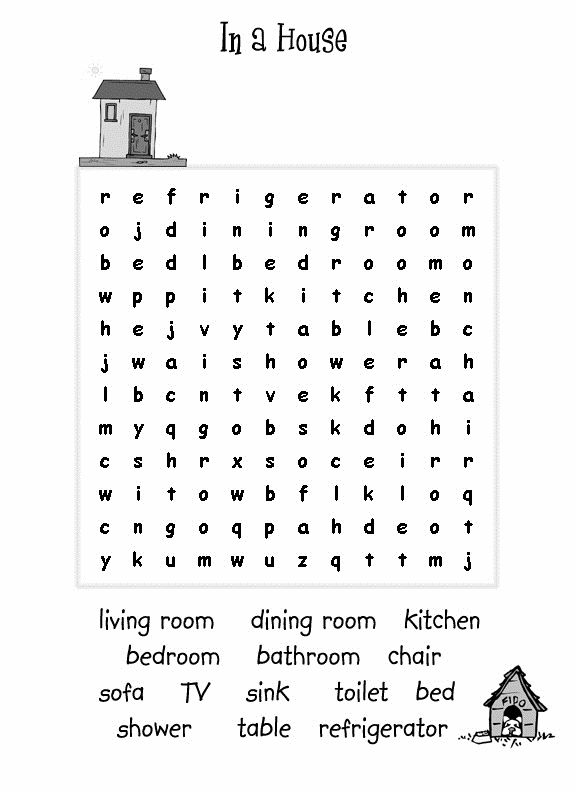 In a House
r e f r i g e r a t o r
o j d i n i n g r o o m
b e d l b e d r o o m o
w p p i t k i t c h e n
h e j v y t a b l e b c
j w a i s h o w e r a h
l b c n t v e k f t t a
m y q g o b s k d o h i
c s h r x s o c e i r r
w i t o w b f l k l o q
c n g o q p a h d e o t
y k u m w u z q t t m j
living room dining room kitchen
bedroom bathroom chair
sofa TV sink toilet bed
FIDO
shower table refrigerator